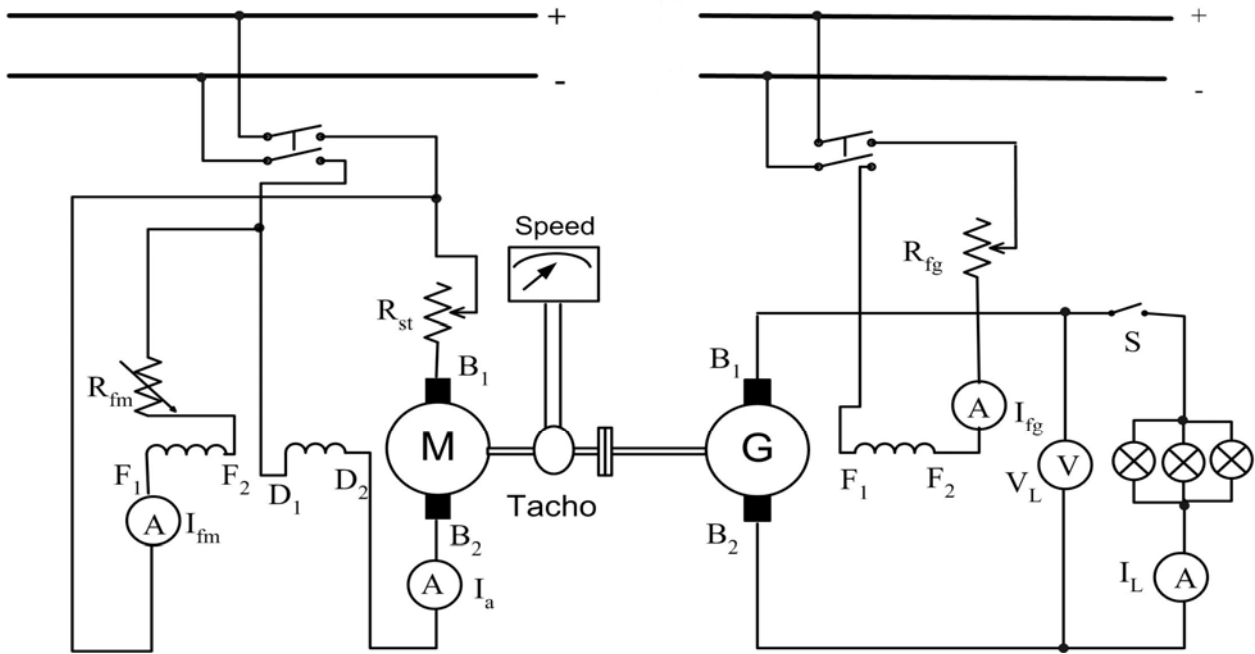 +
-
+
-
Speed
R_fg
R_st
S
B_1
B_1
R_fm
A
I_fg
M
G
F_1
F_2
D_1
D_2
F_1
F_2
V_L
V
Tacho
A
I_fm
B_2
B_2
A
I_a
I_L
A